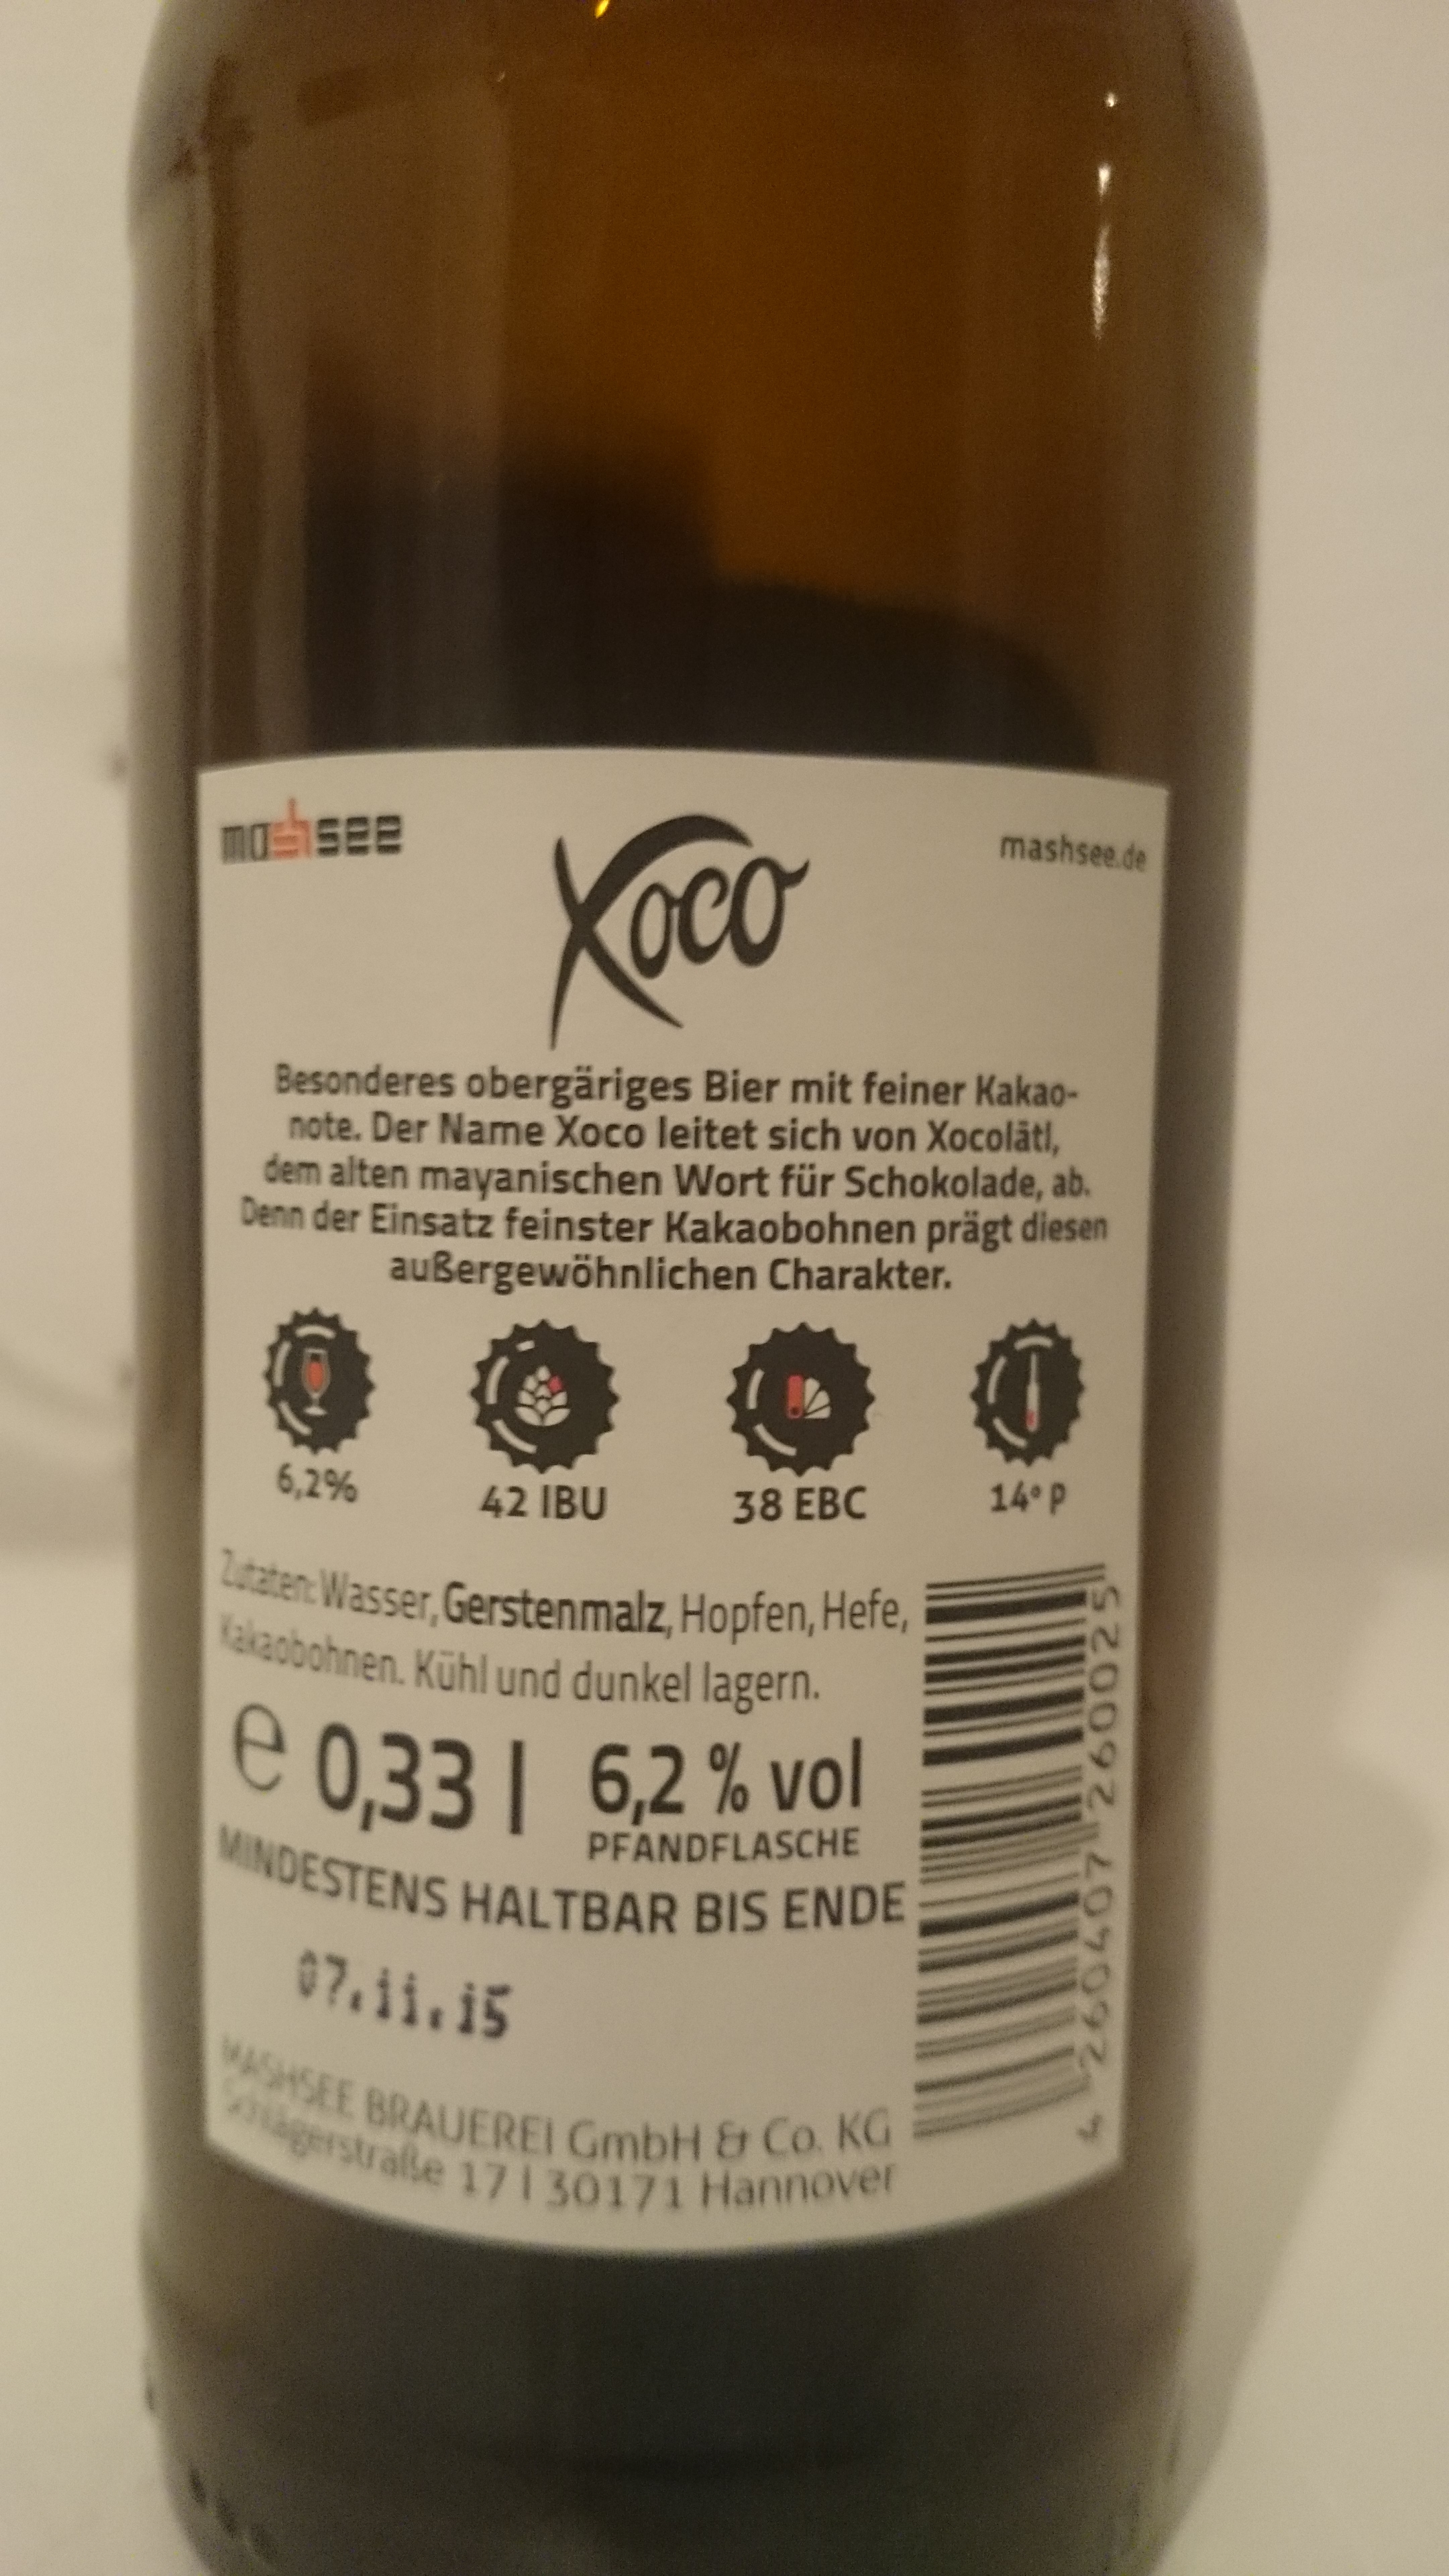 mashsee
Xoco
mashsee.de
Besonderes obergäriges Bier mit feiner Kakao-
note. Der Name Xoco leitet sich von Xocolātl,
dem alten mayanischen Wort für Schokolade, ab.
Denn der Einsatz feinster Kakaobohnen prägt diesen
außergewöhnlichen Charakter.
6,2% 42 IBU 38 EBC 14° P
Zutaten: Wasser, Gerstenmalz, Hopfen, Hefe,
Kakaobohnen. Kühl und dunkel lagern.
e 0,33 l 6,2 % vol
PFANDFLASCHE
MINDESTENS HALTBAR BIS ENDE
07.11.15
MASHSEE BRAUEREI GmbH & Co. KG
Schlägerstraße 17 | 30171 Hannover
4 260407 260025